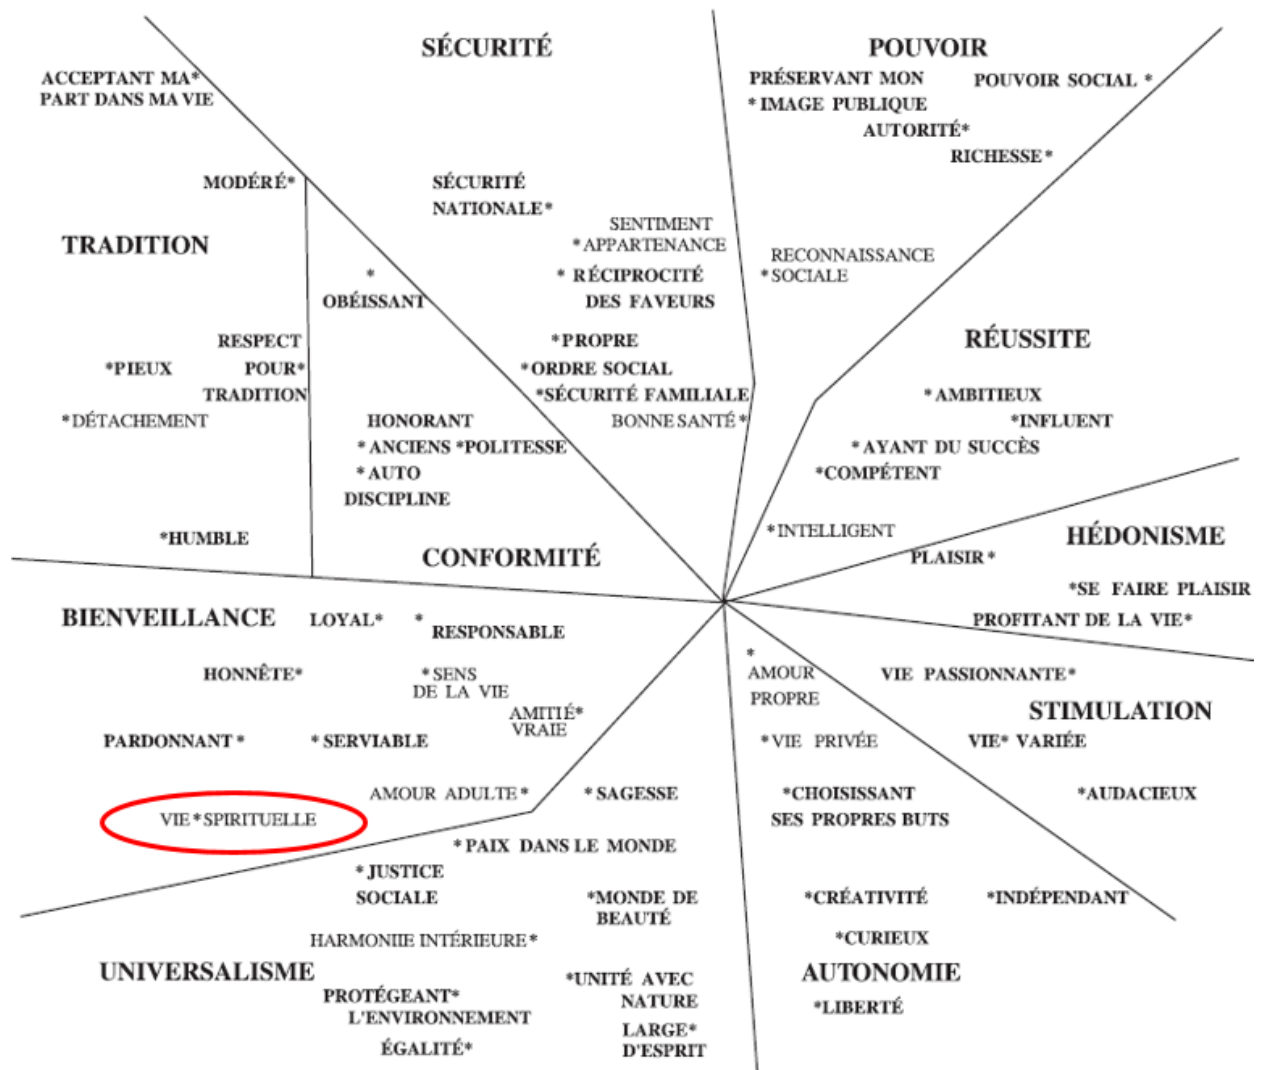 SÉCURITÉ
POUVOIR
ACCEPTANT MA*
PART DANS MA VIE
PRÉSERVANT MON
*IMAGE PUBLIQUE
POUVOIR SOCIAL *
AUTORITÉ*
RICHESSE*
MODÉRÉ*
SÉCURITÉ
NATIONALE*
TRADITION
SENTIMENT
*APPARTENANCE
RECONNAISSANCE
*SOCIALE
*
OBÉISSANT
* RÉCIPROCITÉ
DES FAVEURS
RESPECT
POUR*
TRADITION
*PIEUX
*DÉTACHEMENT
*PROPRE
*ORDRE SOCIAL
*SÉCURITÉ FAMILIALE
BONNE SANTÉ*
RÉUSSITE
*AMBITIEUX
*INFLUENT
*AYANT DU SUCCÈS
*COMPÉTENT
HONORANT
*ANCIENS *POLITESSE
*AUTO
DISCIPLINE
*HUMBLE
CONFORMITÉ
*INTELLIGENT
PLAISIR*
HÉDONISME
*SE FAIRE PLAISIR
PROFITANT DE LA VIE*
BIENVEILLANCE
LOYAL*
*
RESPONSABLE
HONNÊTE*
*SENS
DE LA VIE
AMITIÉ*
VRAIE
PARDONNANT *
*SERVIABLE
AMOUR ADULTE*
VIE*SPIRITUELLE
*
AMOUR
PROPRE
VIE PASSIONNANTE*
STIMULATION
*VIE PRIVÉE
VIE* VARIÉE
*CHOISISSANT
SES PROPRES BUTS
*AUDACIEUX
*SAGESSE
*PAIX DANS LE MONDE
*JUSTICE
SOCIALE
*MONDE DE
BEAUTÉ
*CRÉATIVITÉ
*INDÉPENDANT
HARMONIIE INTÉRIEURE*
*CURIEUX
UNIVERSALISME
AUTONOMIE
PROTÉGEANT*
L'ENVIRONNEMENT
*UNITÉ AVEC
NATURE
*LIBERTÉ
ÉGALITÉ*
LARGE*
D'ESPRIT